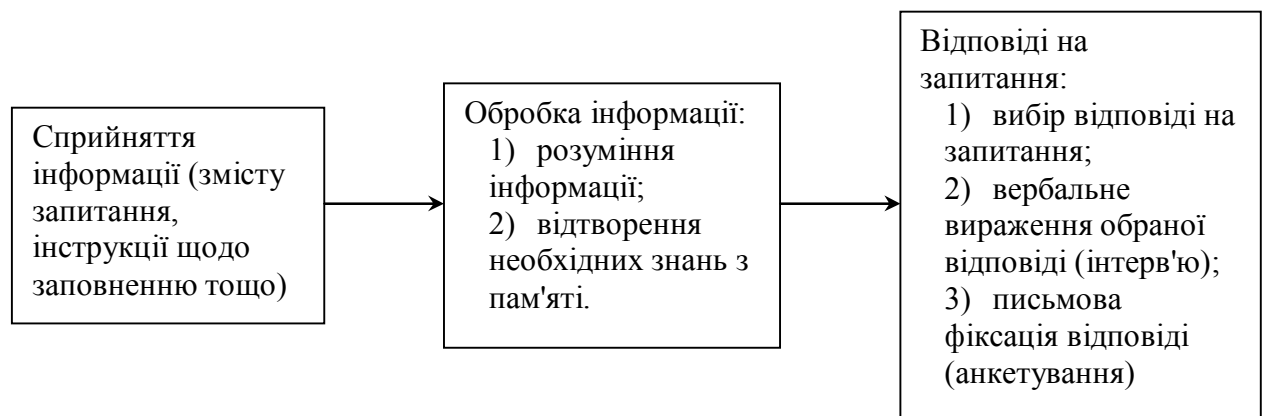 Сприйняття
інформації (змісту
запитання,
інструкції щодо
заповненню тощо)
Обробка інформації:
1) розуміння
інформації;
2) відтворення
необхідних знань з
пам'яті.
Відповіді на
запитання:
1) вибір відповіді на
запитання;
2) вербальне
вираження обраної
відповіді (інтерв'ю);
3) письмова
фіксація відповіді
(анкетування)